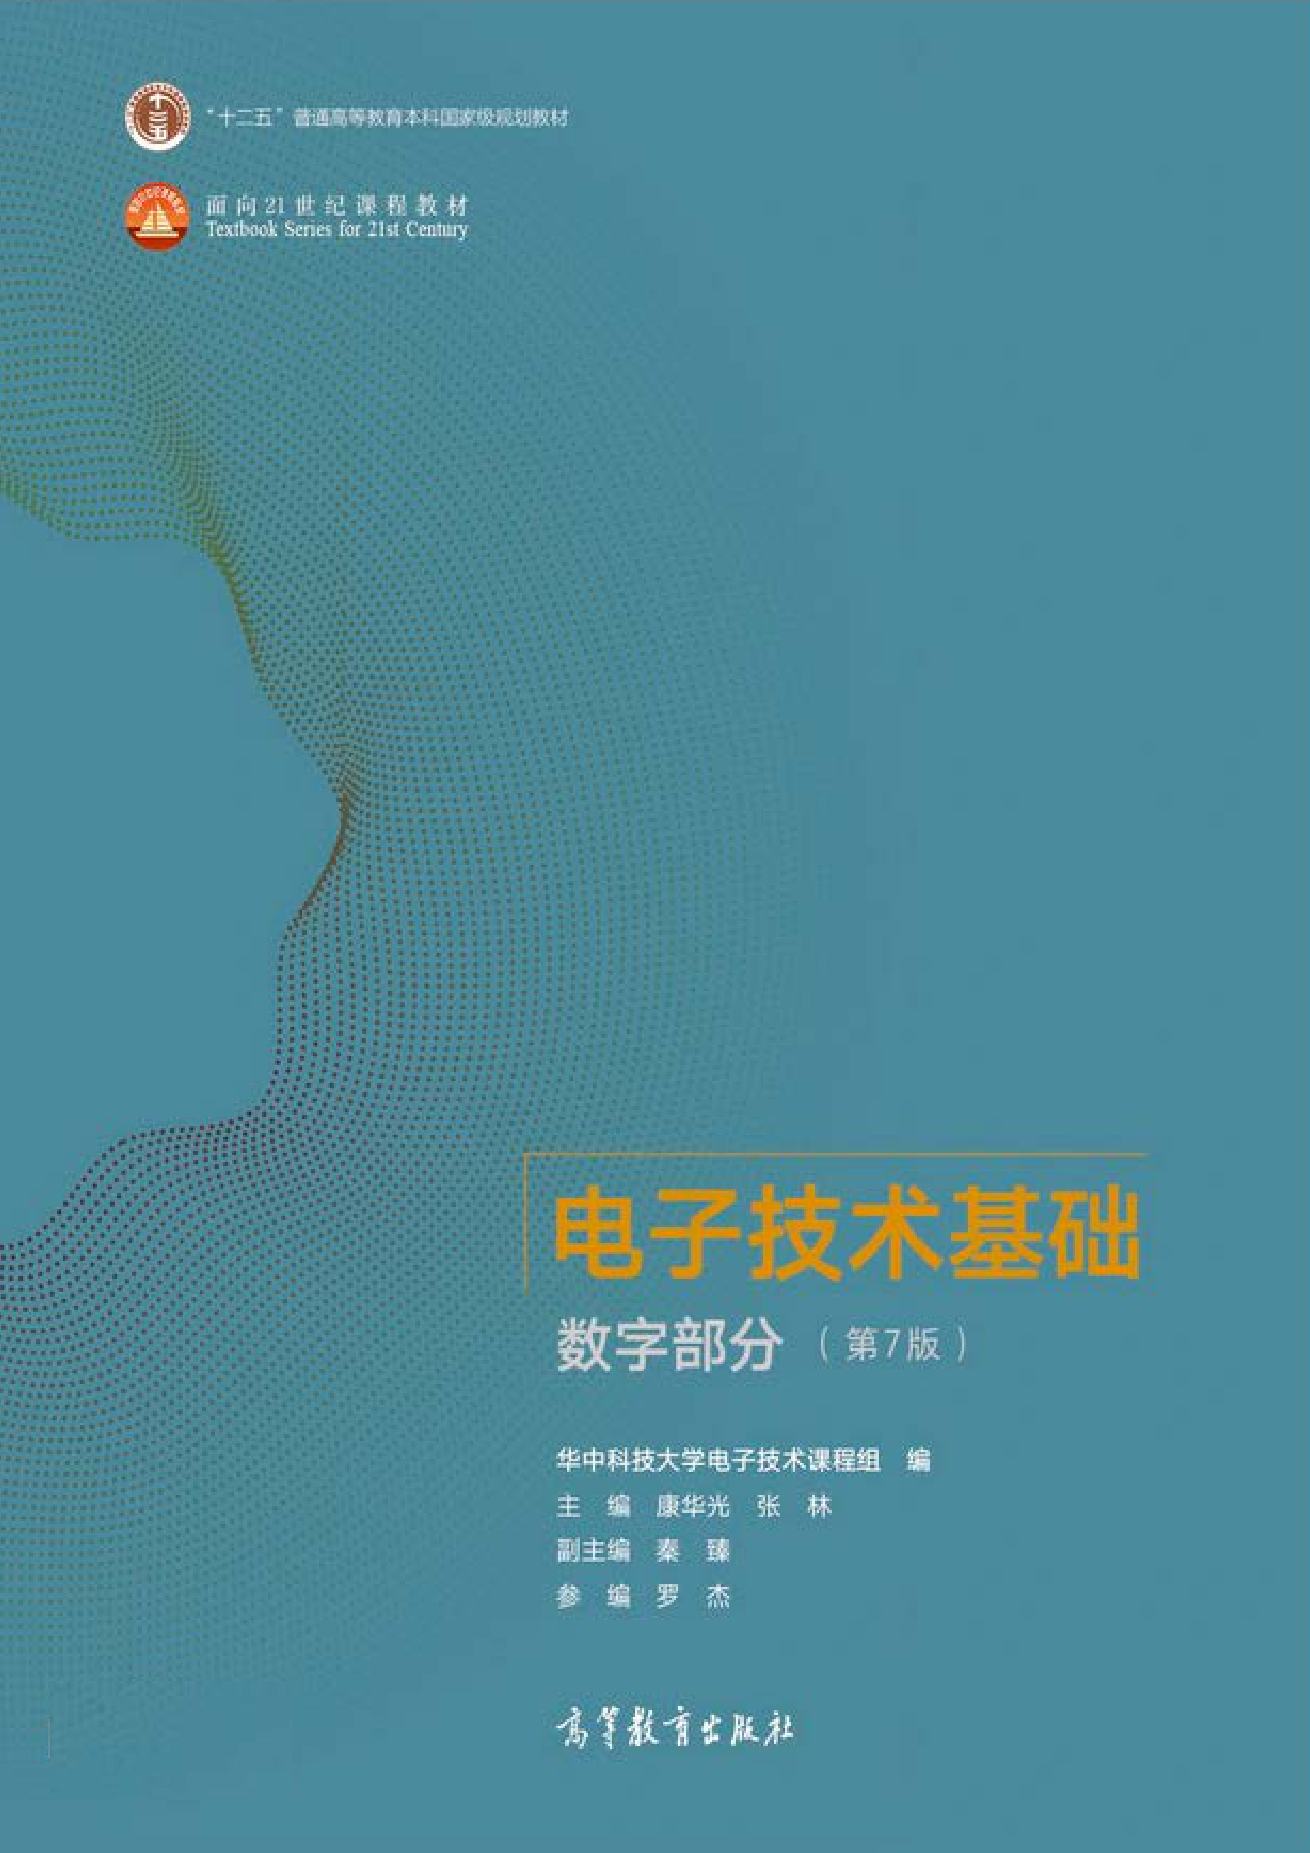 “十二五”普通高等教育本科国家级规划教材
面向21世纪课程教材
Textbook Series for 21st Century
电子技术基础
数字部分（第7版）
华中科技大学电子技术课程组 编
主 编 康华光 张 林
副主编 秦 臻
参 编 罗 杰
高等教育出版社